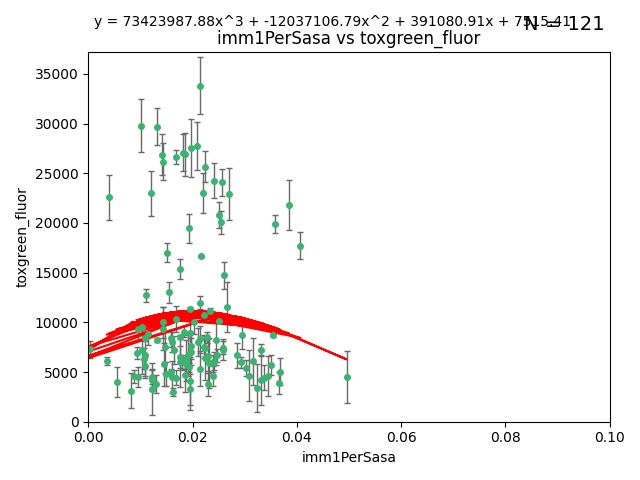 y = 73423987.88x^3 + -12037106.79x^2 + 391080.91x + 7515.41
N = 121
imm1PerSasa vs toxgreen_fluor
35000
30000
25000
20000
15000
10000
5000
0
toxgreen_fluor
0.00 0.02 0.04 0.06 0.08 0.10
imm1PerSasa